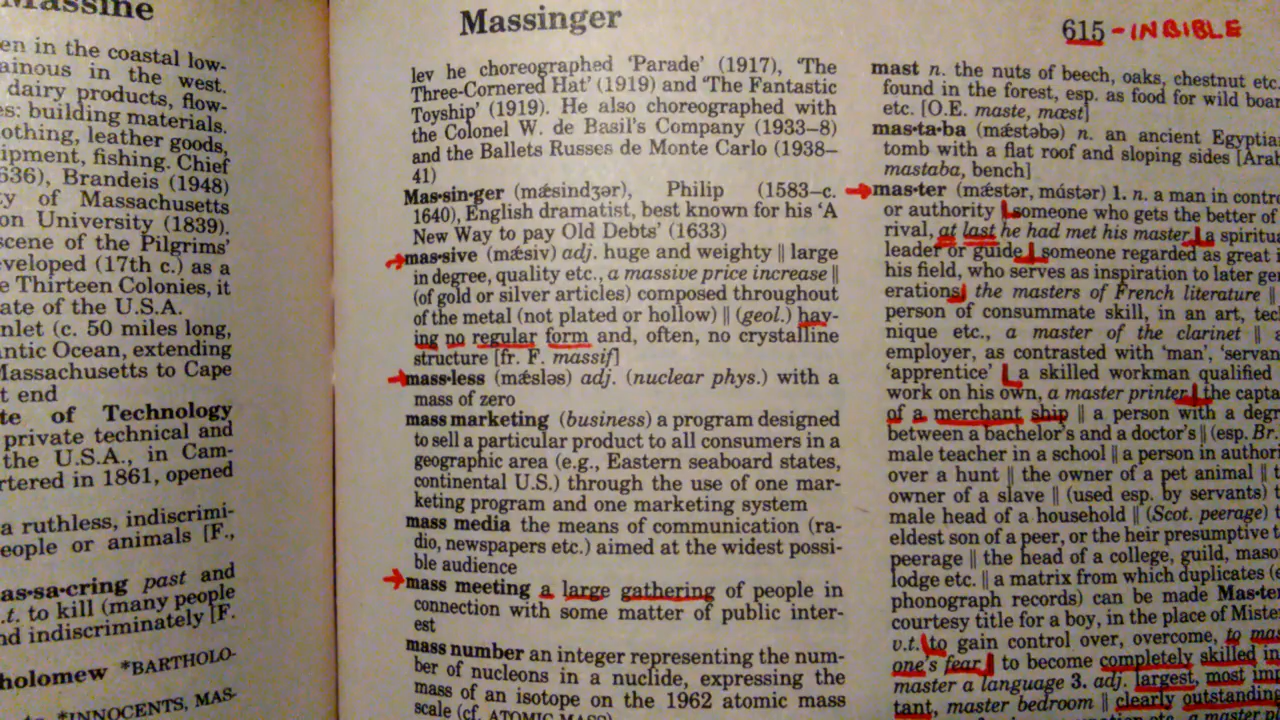 Massine
en in the coastal low-
ainous in the west.
dairy products, flow-
es: building materials.
othing, leather goods,
ipment, fishing. Chief
636), Brandeis (1948)
y of Massachusetts
on University (1839).
scene of the Pilgrims'
veloped (17th c.) as a
e Thirteen Colonies, it
ate of the U.S.A.
nlet (c. 50 miles long,
antic Ocean, extending
Massachusetts to Cape
t end
te of Technology
private technical and
the U.S.A., in Cam-
rtered in 1861, opened
a ruthless, indiscrimi-
eople or animals [F.,
as·sa·cring past and
.t. to kill (many people
nd indiscriminately [F.
holomew *BARTHOLO-
*INNOCENTS, MAS-
Massinger
lev he choreographed 'Parade' (1917), 'The
Three-Cornered Hat' (1919) and 'The Fantastic
Toyship' (1919). He also choreographed with
the Colonel W. de Basil's Company (1933–8)
and the Ballets Russes de Monte Carlo (1938–
41)
Mas·sin·ger (mǽsindʒər), Philip (1583–c.
1640), English dramatist, best known for his 'A
New Way to pay Old Debts' (1633)
mas·sive (mǽsiv) adj. huge and weighty ‖ large
in degree, quality etc., a massive price increase ‖
(of gold or silver articles) composed throughout
of the metal (not plated or hollow) ‖ (geol.) hav-
ing no regular form and, often, no crystalline
structure [fr. F. massif]
mass·less (mǽsləs) adj. (nuclear phys.) with a
mass of zero
mass marketing (business) a program designed
to sell a particular product to all consumers in a
geographic area (e.g., Eastern seaboard states,
continental U.S.) through the use of one mar-
keting program and one marketing system
mass media the means of communication (ra-
dio, newspapers etc.) aimed at the widest possi-
ble audience
mass meeting a large gathering of people in
connection with some matter of public inter-
est
mass number an integer representing the num-
ber of nucleons in a nuclide, expressing the
mass of an isotope on the 1962 atomic mass
scale (cf. ATOMIC MASS)
615 - IN BIBLE
mast n. the nuts of beech, oaks, chestnut etc.
found in the forest, esp. as food for wild boar
etc. [O.E. maste, mæst]
mas·ta·ba (mǽstəbə) n. an ancient Egyptian
tomb with a flat roof and sloping sides [Arab
mastaba, bench]
mas·ter (mǽstər, mástər) 1. n. a man in contr
or authority ‖ someone who gets the better of
rival, at last he had met his master ‖ a spiritua
leader or guide ‖ someone regarded as great i
his field, who serves as inspiration to later gen
erations, the masters of French literature ‖
person of consummate skill, in an art, tech
nique etc., a master of the clarinet ‖ a
employer, as contrasted with 'man', 'servan
'apprentice' ‖ a skilled workman qualified
work on his own, a master printer ‖ the capta
of a merchant ship ‖ a person with a degr
between a bachelor's and a doctor's ‖ (esp. Br.
male teacher in a school ‖ a person in authori
over a hunt ‖ the owner of a pet animal ‖ t
owner of a slave ‖ (used esp. by servants) t
male head of a household ‖ (Scot. peerage) t
eldest son of a peer, or the heir presumptive t
peerage ‖ the head of a college, guild, maso
lodge etc. ‖ a matrix from which duplicates (e
phonograph records) can be made Mas·te
courtesy title for a boy, in the place of Miste
v.t. to gain control over, overcome, to mas
one's fear ‖ to become completely skilled in
master a language 3. adj. largest, most im
tant, master bedroom ‖ clearly outstanding